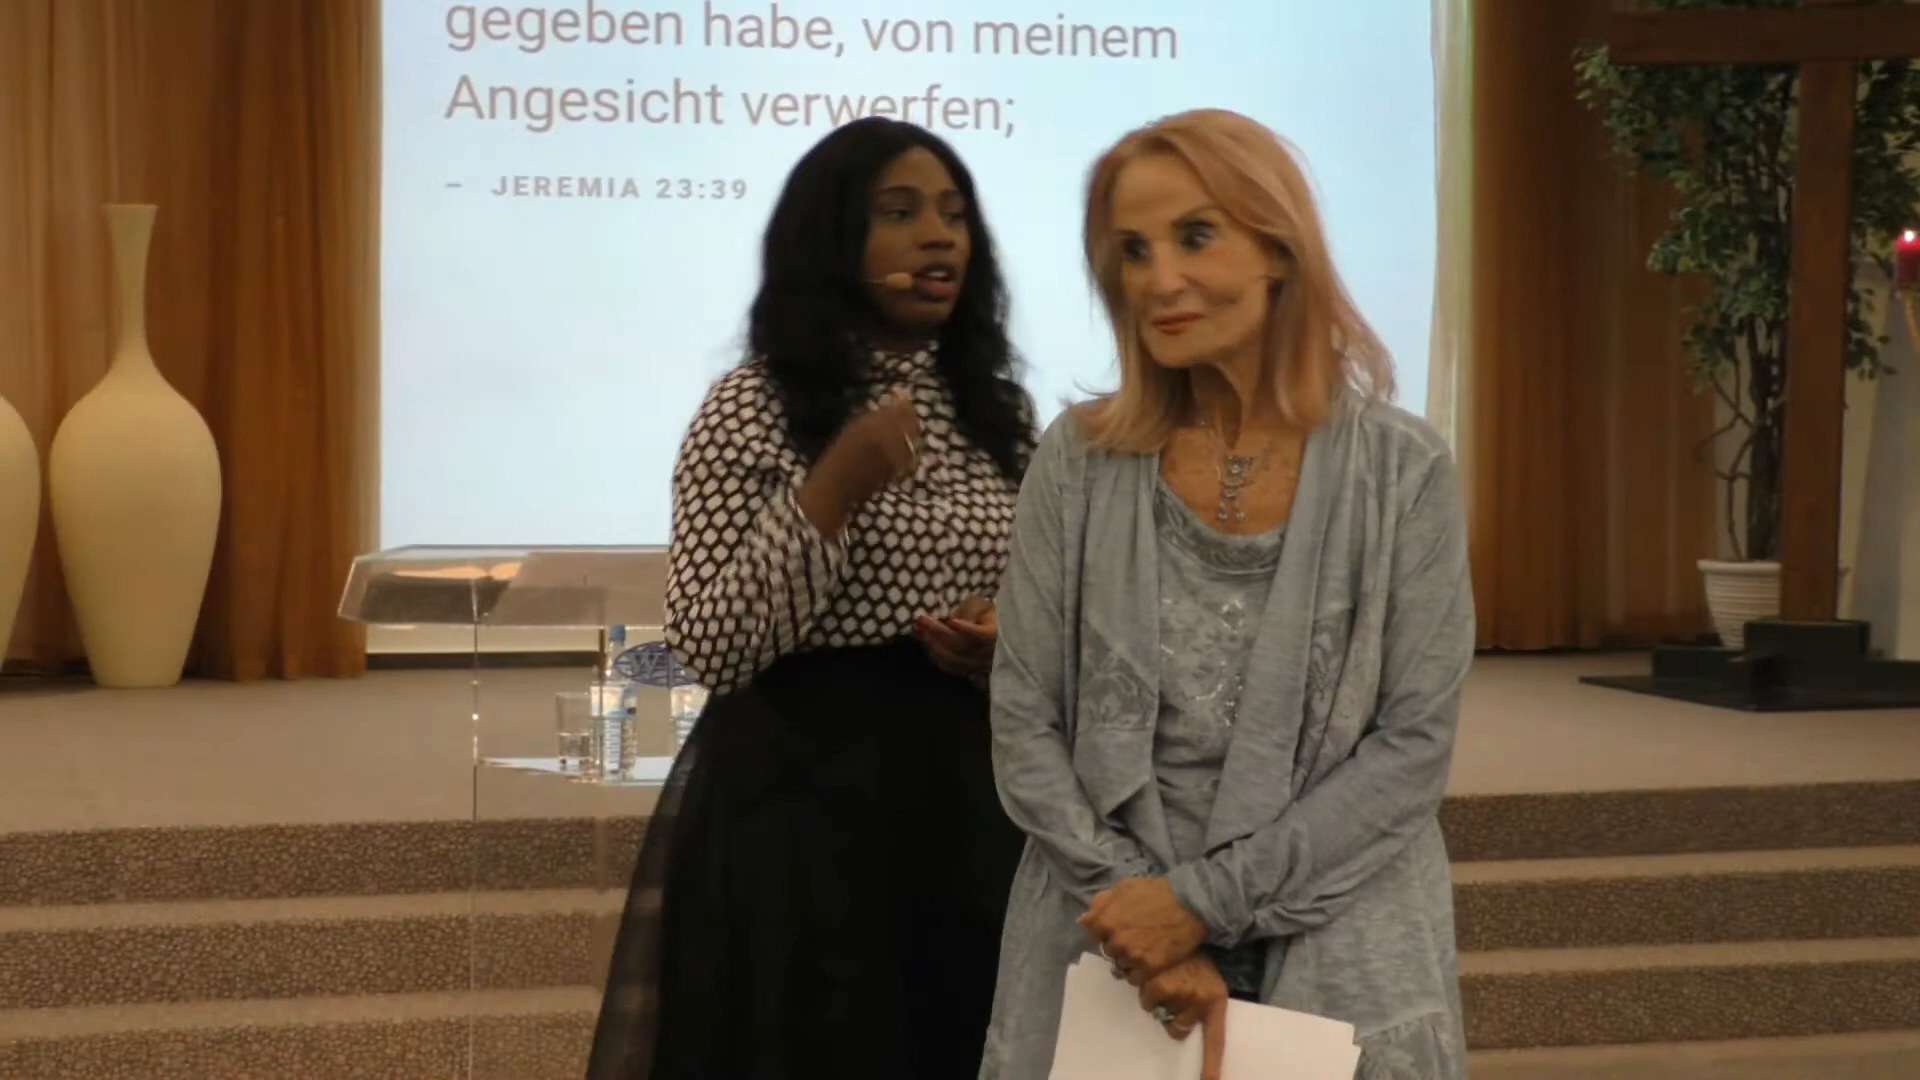 gegeben habe, von meinem
Angesicht verwerfen;
– JEREMIA 23:39